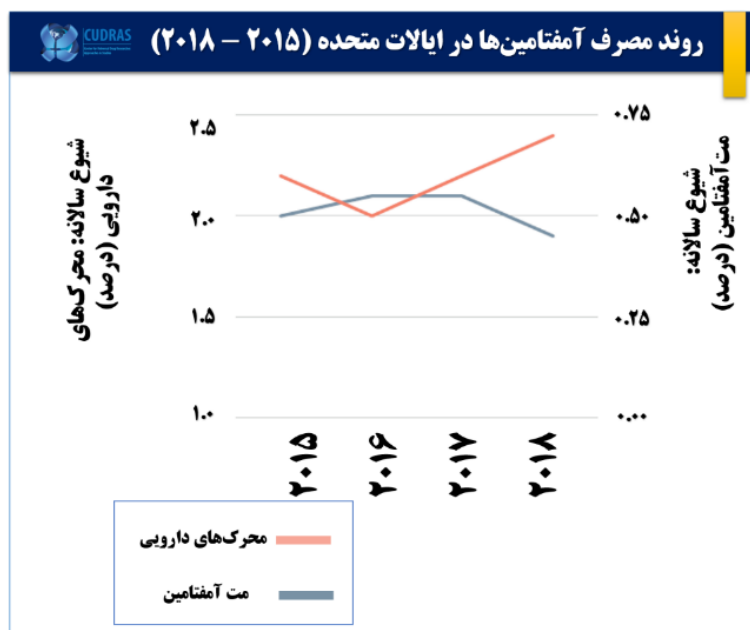 CUDRAS
روند مصرف آمفتامین‌ها در ایالات متحده (۲۰۱۵ – ۲۰۱۸)
شیوع سالانه: محرک‌های
دارویی (درصد)
۲.۵
۲.۰
۱.۵
۱.۰
۰.۷۵
۰.۵۰
۰.۲۵
۰.۰۰
شیوع سالانه:
مت‌آمفتامین (درصد)
۲۰۱۵
۲۰۱۶
۲۰۱۷
۲۰۱۸
محرک‌های دارویی
مت آمفتامین